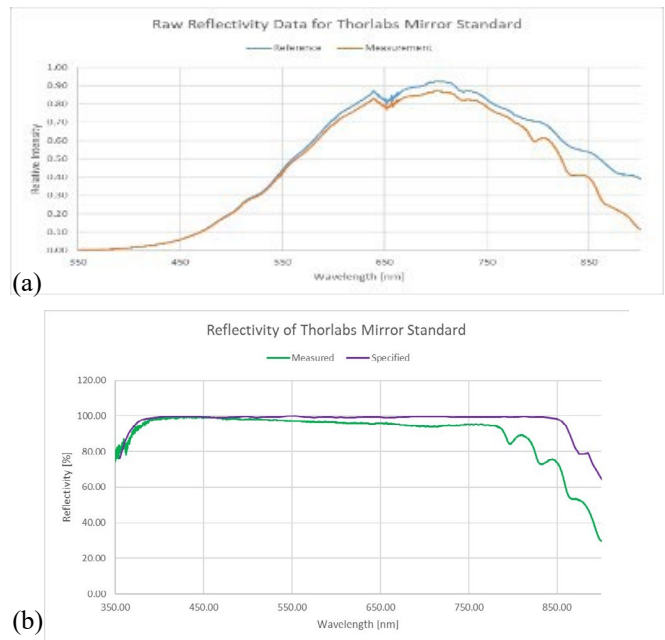 Raw Reflectivity Data for Thorlabs Mirror Standard
Reference Measurement
1.00
0.90
0.80
0.70
0.60
0.50
0.40
0.30
0.20
0.10
0.00
Relative Intensity
350 450 550 650 750 850
Wavelength [nm]
(a)
Reflectivity of Thorlabs Mirror Standard
Measured Specified
120.00
100.00
80.00
60.00
40.00
20.00
0.00
Reflectivity [%]
350.00 450.00 550.00 650.00 750.00 850.00
Wavelength [nm]
(b)